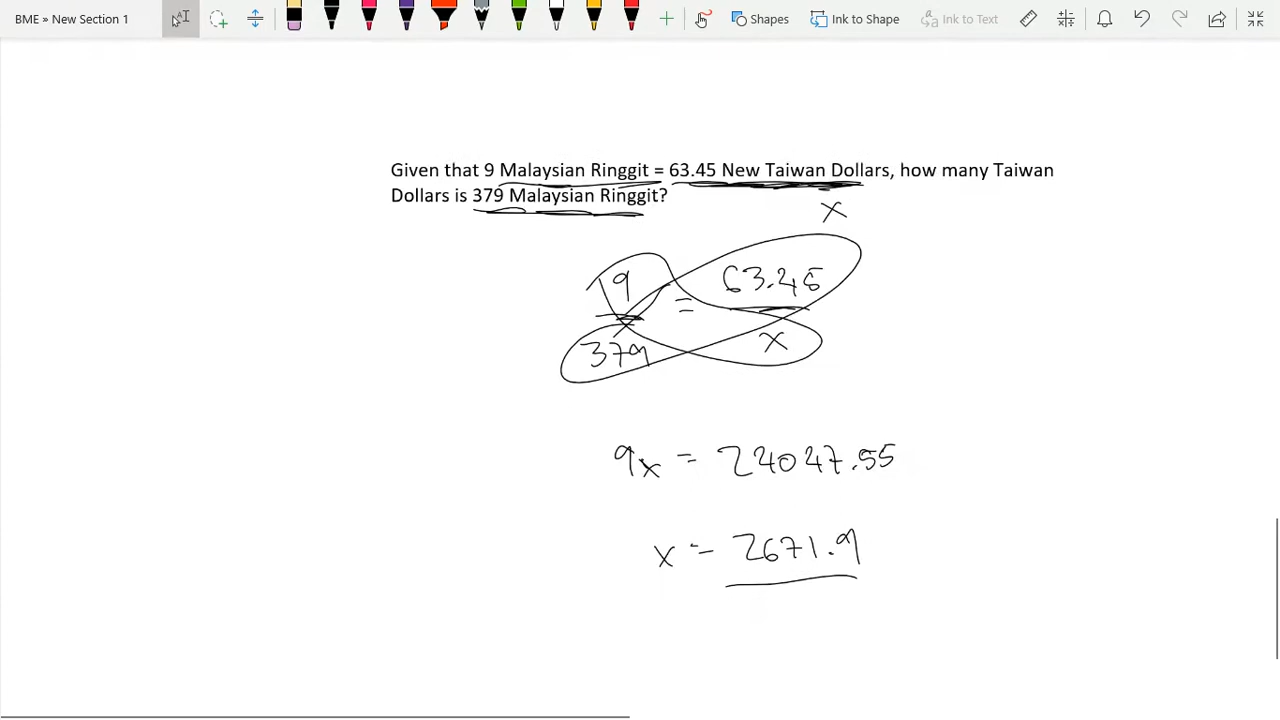 BME » New Section 1
Shapes
Ink to Shape
Ink to Text
Given that 9 Malaysian Ringgit = 63.45 New Taiwan Dollars, how many Taiwan
Dollars is 379 Malaysian Ringgit?
x
9 = 63.45
379 x
9x = 24047.55
x = 2671.9